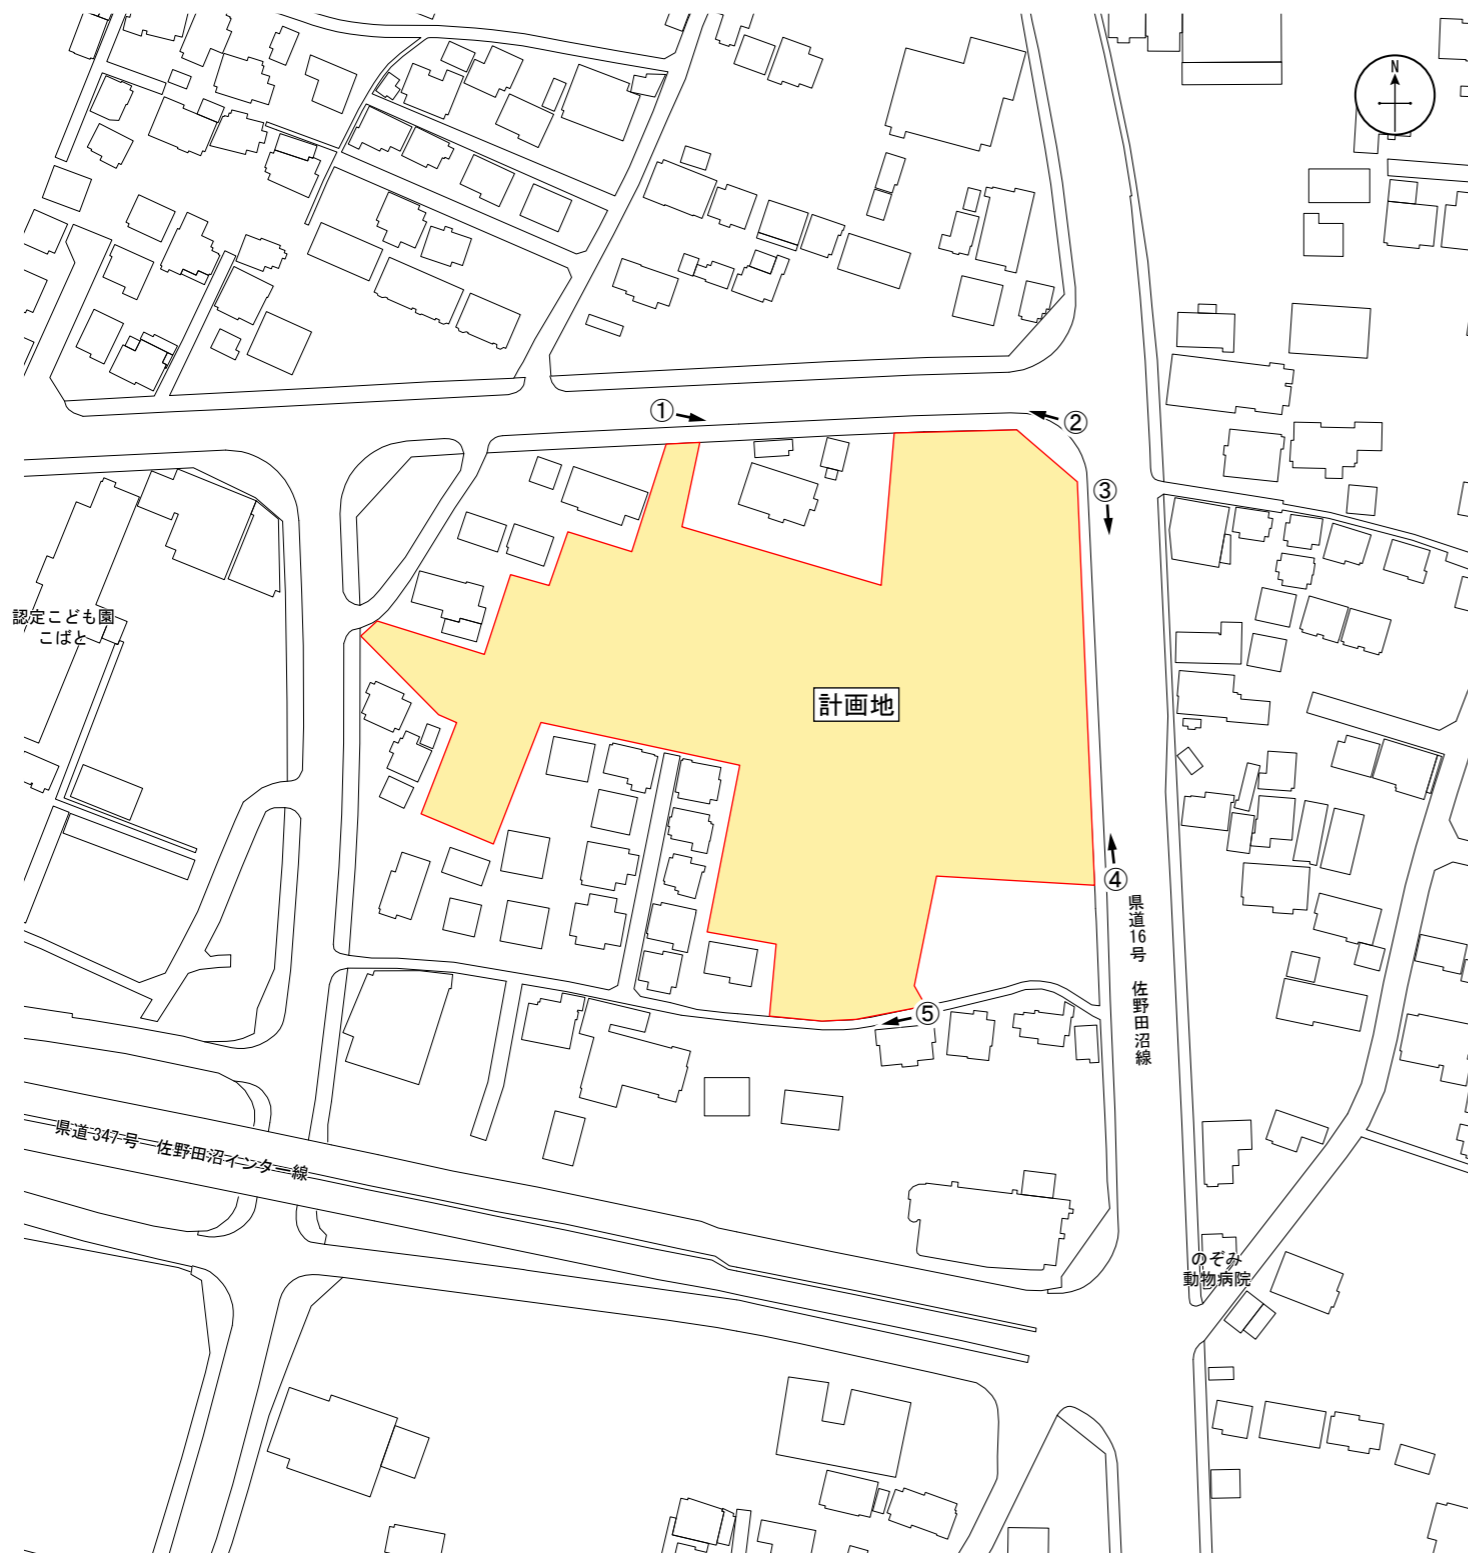 N
①
②
③
認定こども園
こばと
計画地
④
県道16号 佐野田沼線
⑤
県道347号 佐野田沼インター線
のぞみ
動物病院